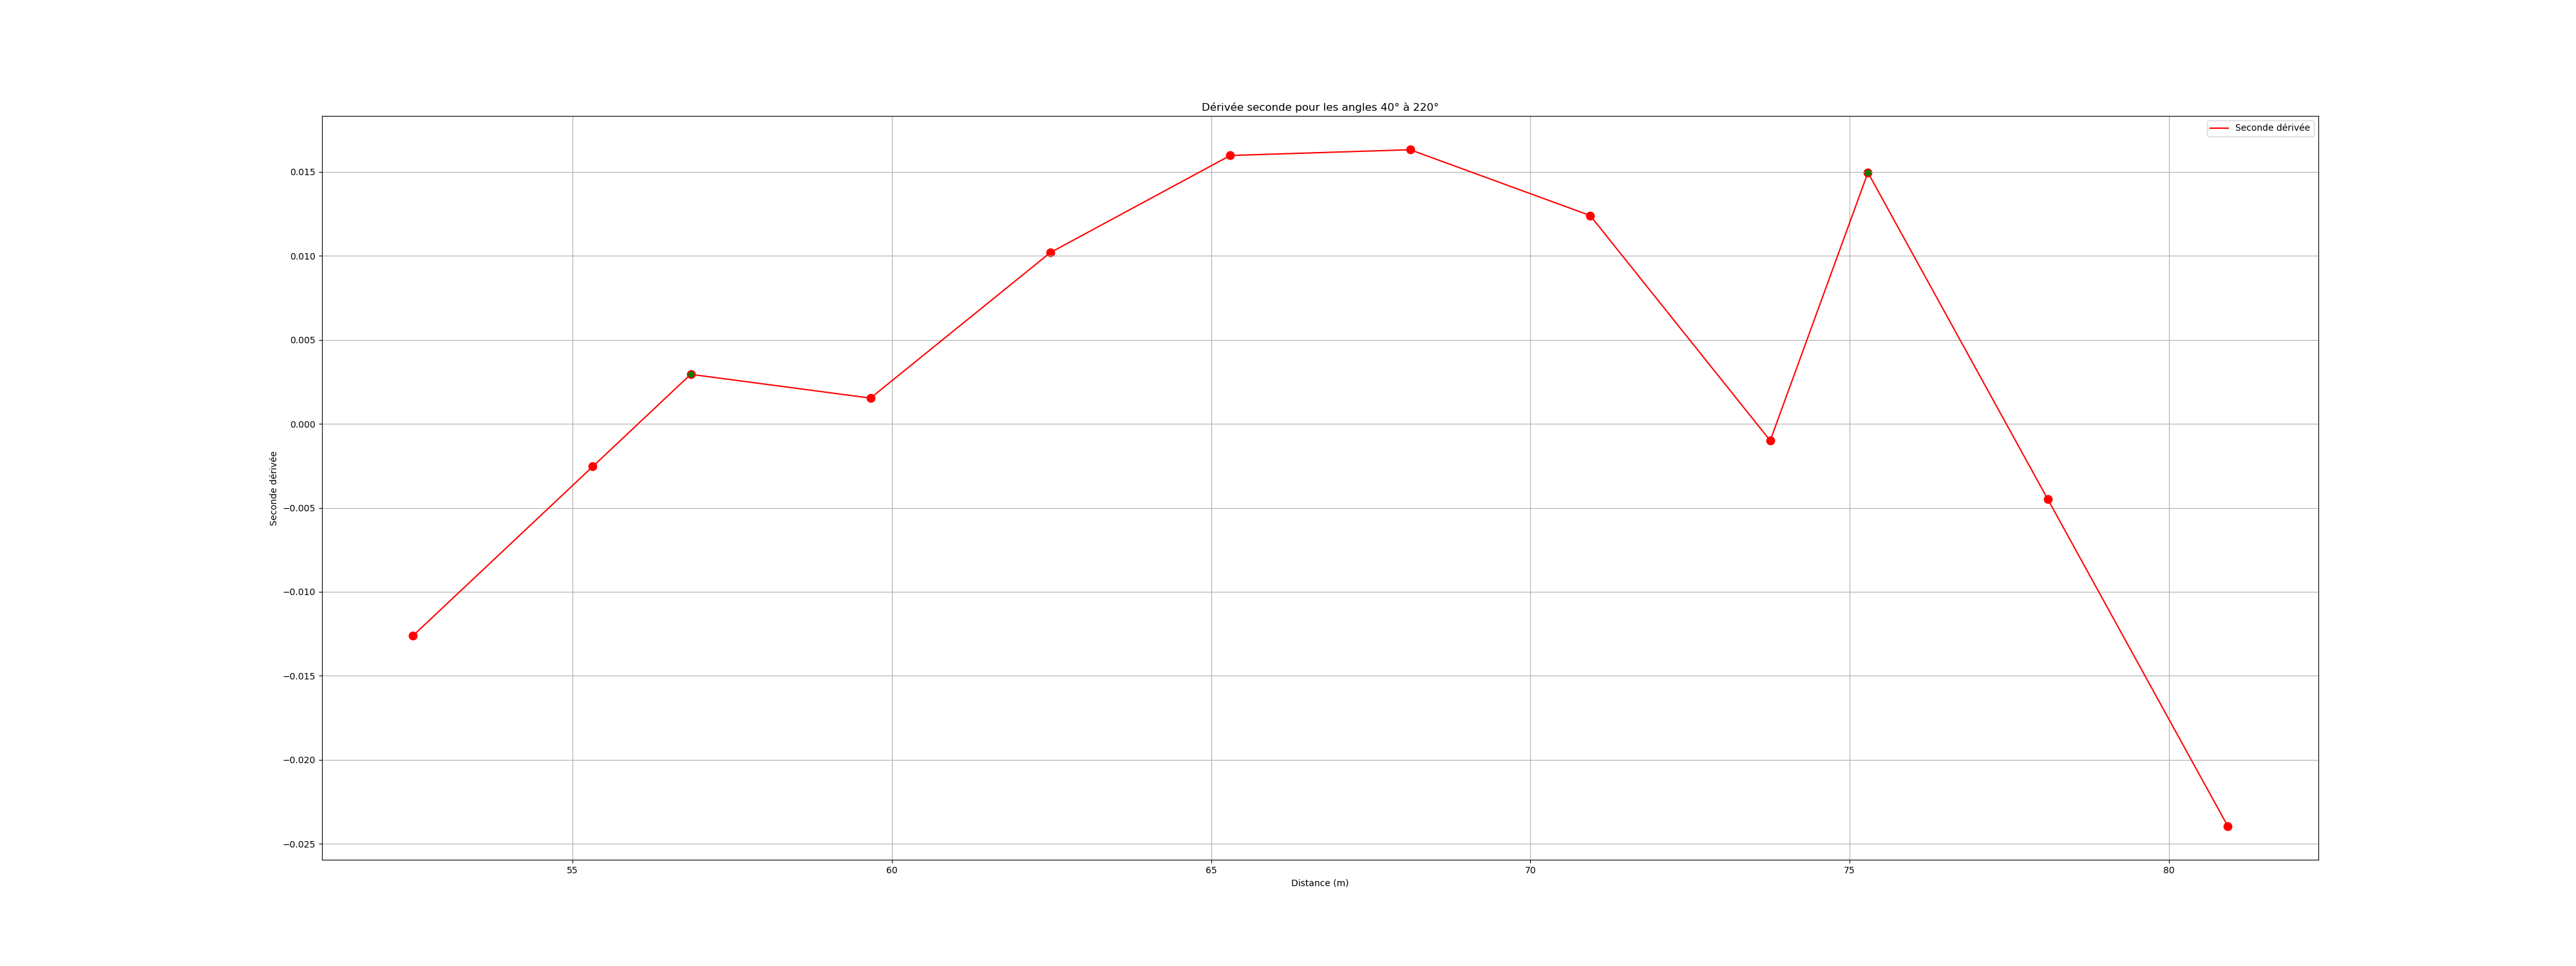 Dérivée seconde pour les angles 40° à 220°
Seconde dérivée
0.015
0.010
0.005
0.000
−0.005
−0.010
−0.015
−0.020
−0.025
Seconde dérivée
55 60 65 70 75 80
Distance (m)